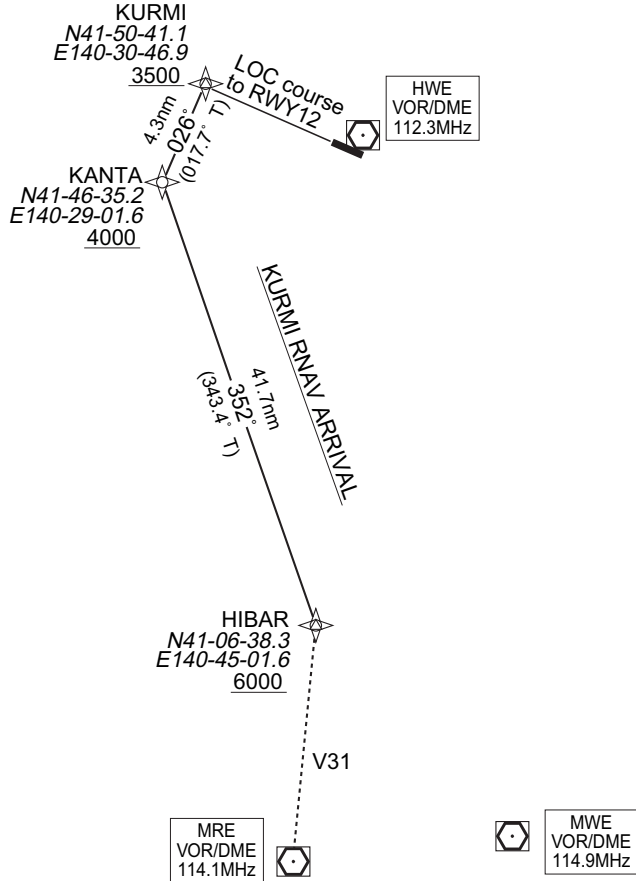 KURMI
N41-50-41.1
E140-30-46.9
3500
LOC course
to RWY12
HWE
VOR/DME
112.3MHz
4.3nm
026°
(017.7° T)
KANTA
N41-46-35.2
E140-29-01.6
4000
KURMI RNAV ARRIVAL
41.7nm
352°
(343.4° T)
HIBAR
N41-06-38.3
E140-45-01.6
6000
V31
MRE
VOR/DME
114.1MHz
MWE
VOR/DME
114.9MHz